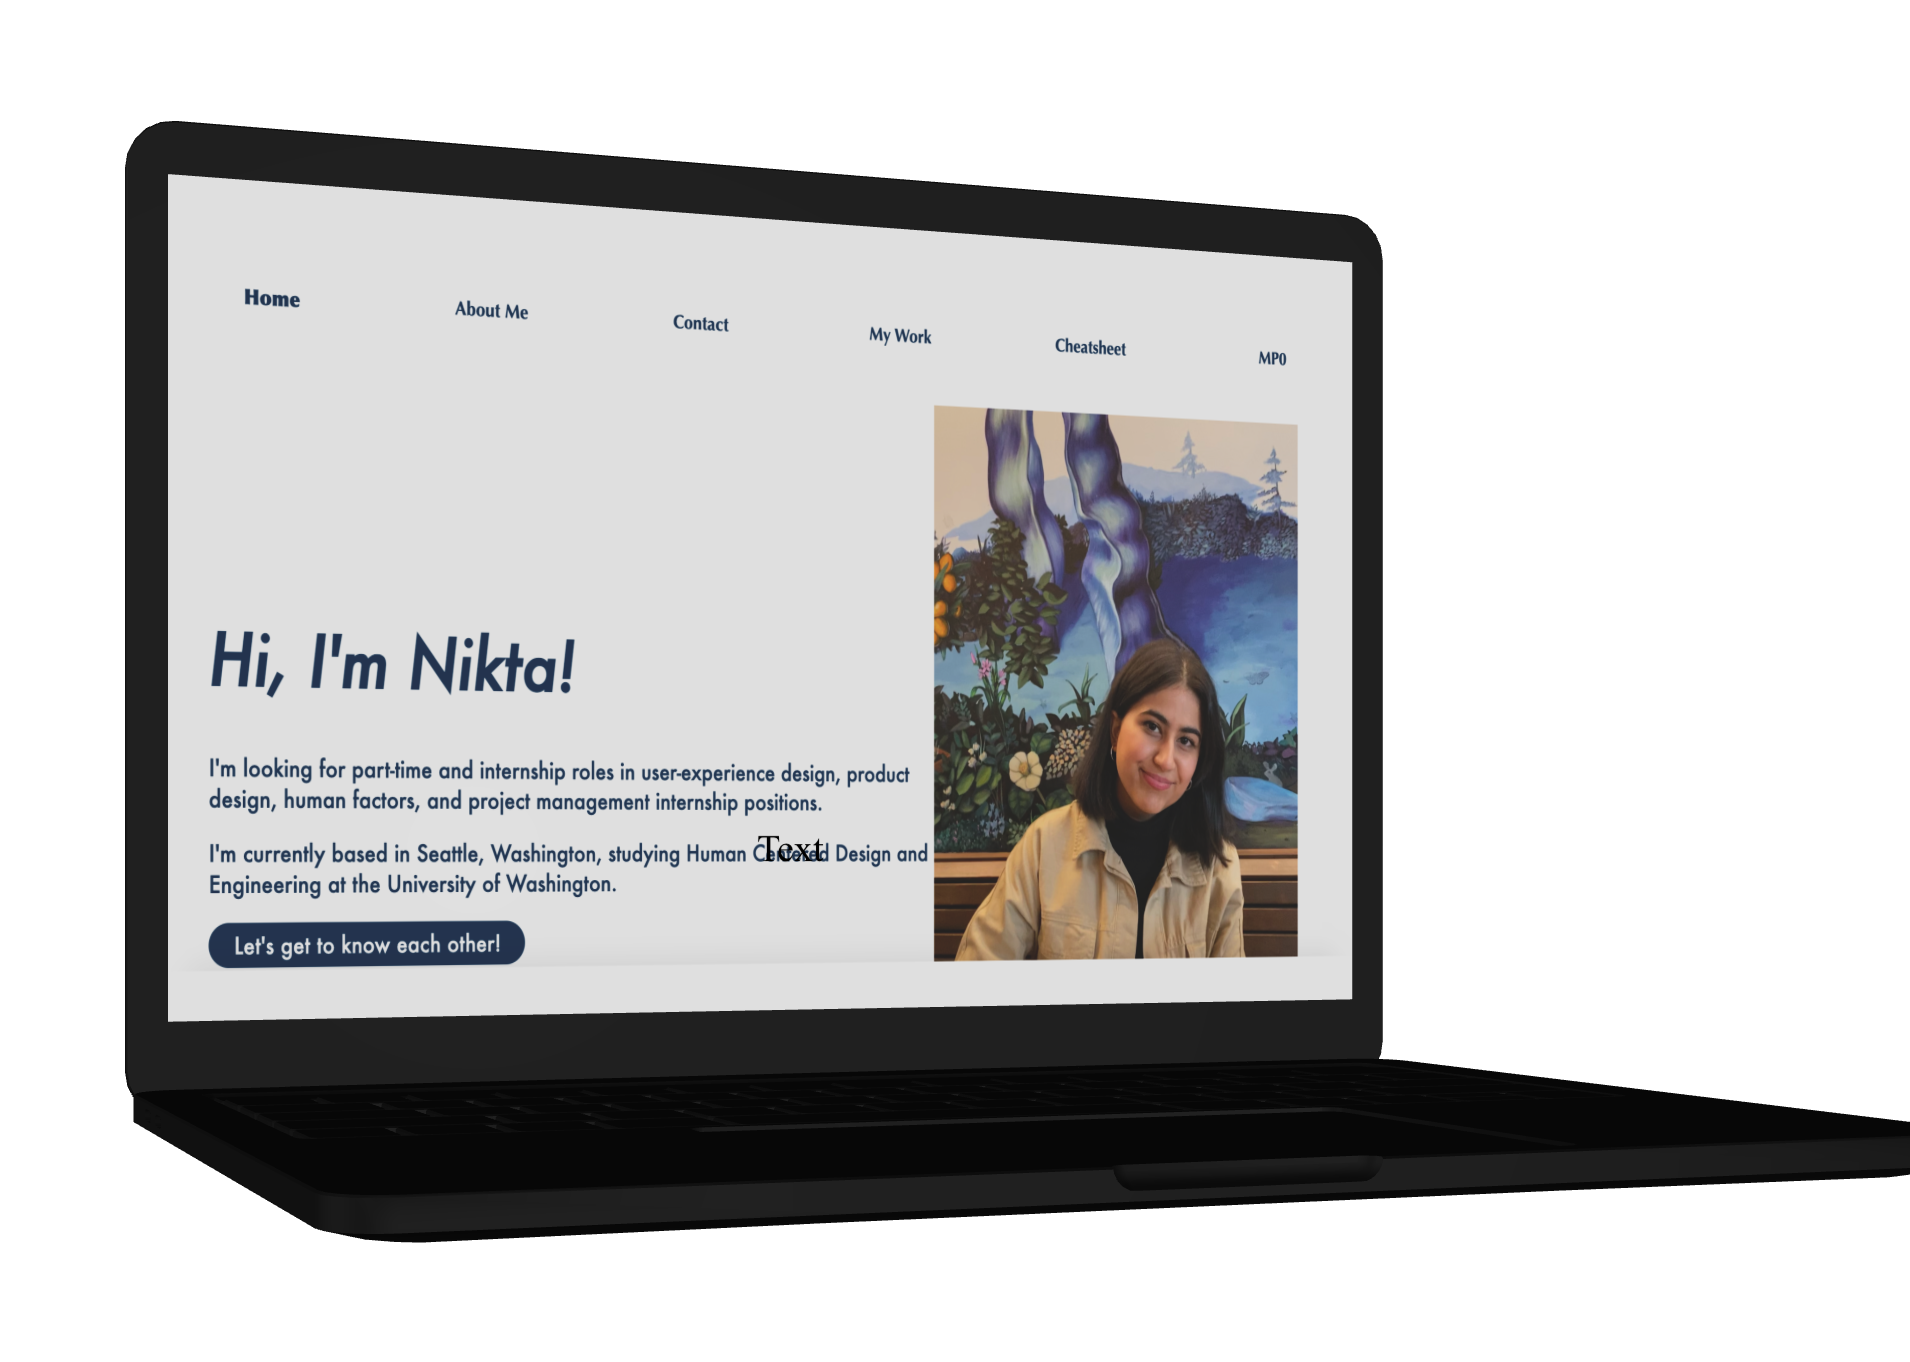 Home
About Me
Contact
My Work
Cheatsheet
MP0
Hi, I'm Nikta!
I'm looking for part-time and internship roles in user-experience design, product
design, human factors, and project management internship positions.
I'm currently based in Seattle, Washington, studying Human Centered Design and
Text
Engineering at the University of Washington.
Let's get to know each other!